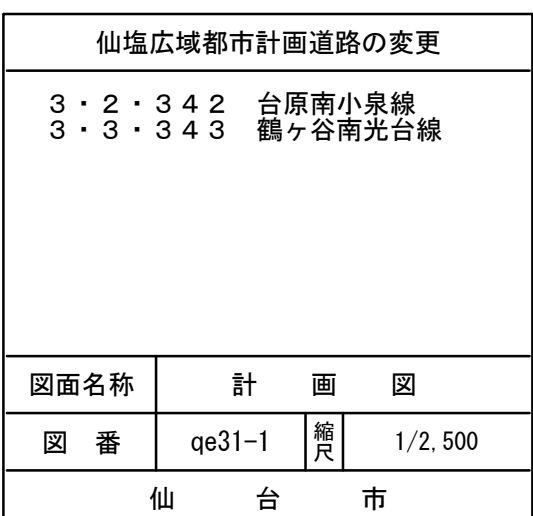 仙塩広域都市計画道路の変更
３・２・３４２　台原南小泉線
３・３・３４３　鶴ヶ谷南光台線
図面名称　計　画　図
図　番　qe31-1　縮尺　1/2,500
仙　台　市